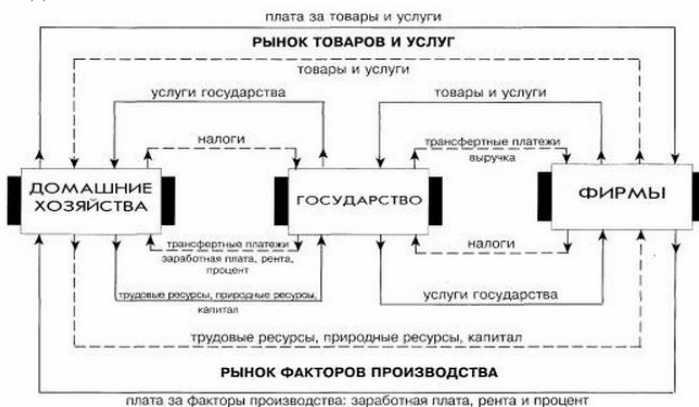 плата за товары и услуги
РЫНОК ТОВАРОВ И УСЛУГ
товары и услуги
услуги государства
товары и услуги
налоги
трансфертные платежи
выручка
ДОМАШНИЕ
ХОЗЯЙСТВА
ГОСУДАРСТВО
ФИРМЫ
трансфертные платежи
заработная плата, рента,
процент
налоги
трудовые ресурсы, природные ресурсы,
капитал
услуги государства
трудовые ресурсы, природные ресурсы, капитал
РЫНОК ФАКТОРОВ ПРОИЗВОДСТВА
плата за факторы производства: заработная плата, рента и процент